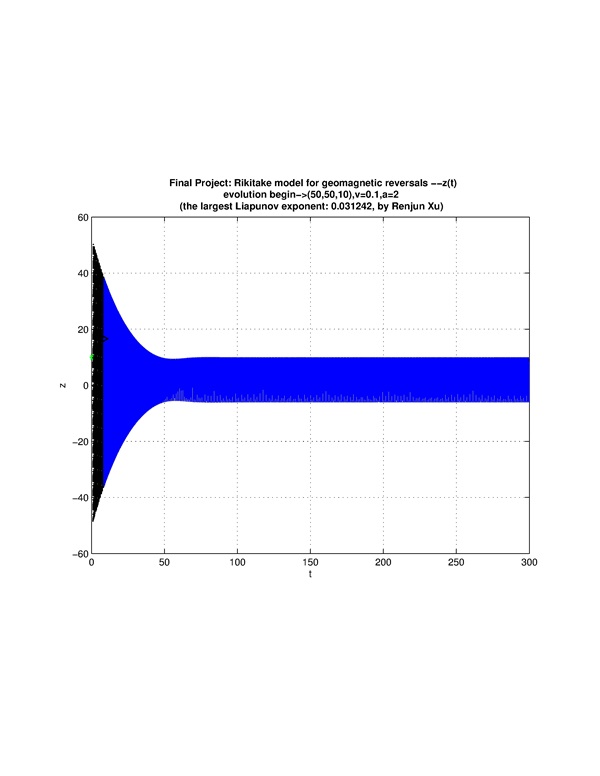 Final Project: Rikitake model for geomagnetic reversals −−z(t)
evolution begin−>(50,50,10),v=0.1,a=2
(the largest Liapunov exponent: 0.031242, by Renjun Xu)
60
40
20
0
−20
−40
−60
z
0 50 100 150 200 250 300
t